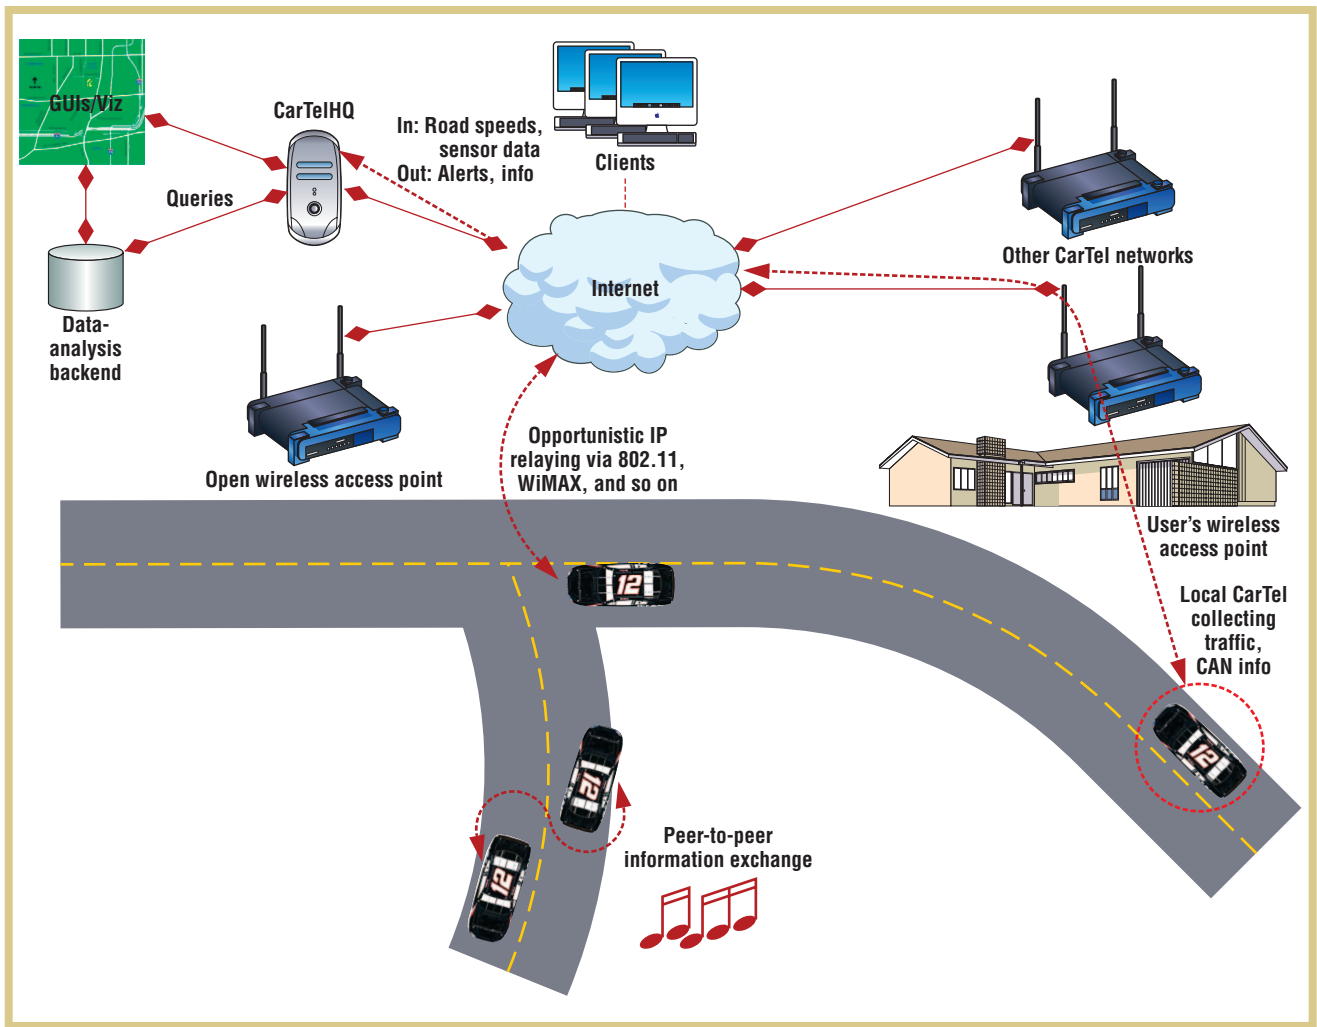 GUIs/Viz
CarTelHQ
In: Road speeds,
sensor data
Out: Alerts, info
Clients
Queries
Other CarTel networks
Internet
Data-
analysis
backend
Opportunistic IP
relaying via 802.11,
WiMAX, and so on
Open wireless access point
User's wireless
access point
12
Local CarTel
collecting
traffic,
CAN info
12
12
12
Peer-to-peer
information exchange